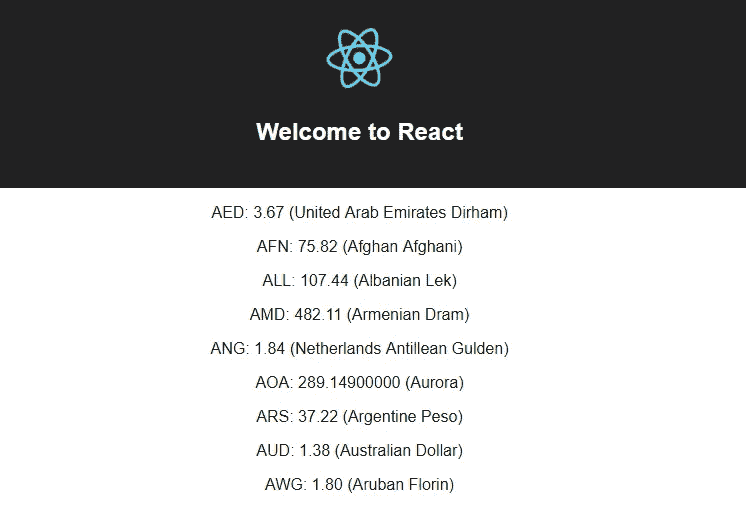 Welcome to React
AED: 3.67 (United Arab Emirates Dirham)
AFN: 75.82 (Afghan Afghani)
ALL: 107.44 (Albanian Lek)
AMD: 482.11 (Armenian Dram)
ANG: 1.84 (Netherlands Antillean Gulden)
AOA: 289.14900000 (Aurora)
ARS: 37.22 (Argentine Peso)
AUD: 1.38 (Australian Dollar)
AWG: 1.80 (Aruban Florin)